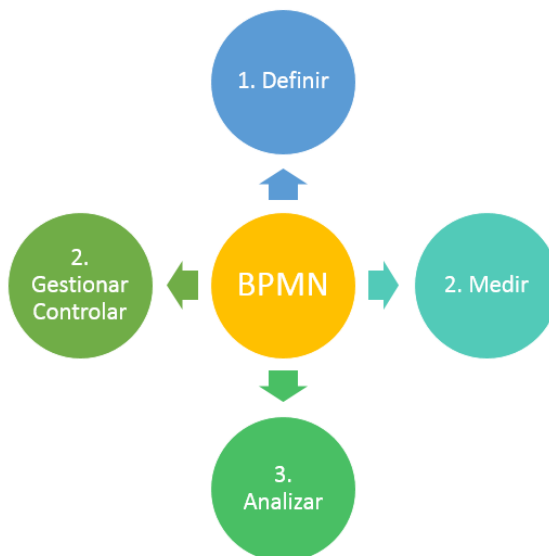 1. Definir
2.
Gestionar
Controlar
BPMN
2. Medir
3.
Analizar